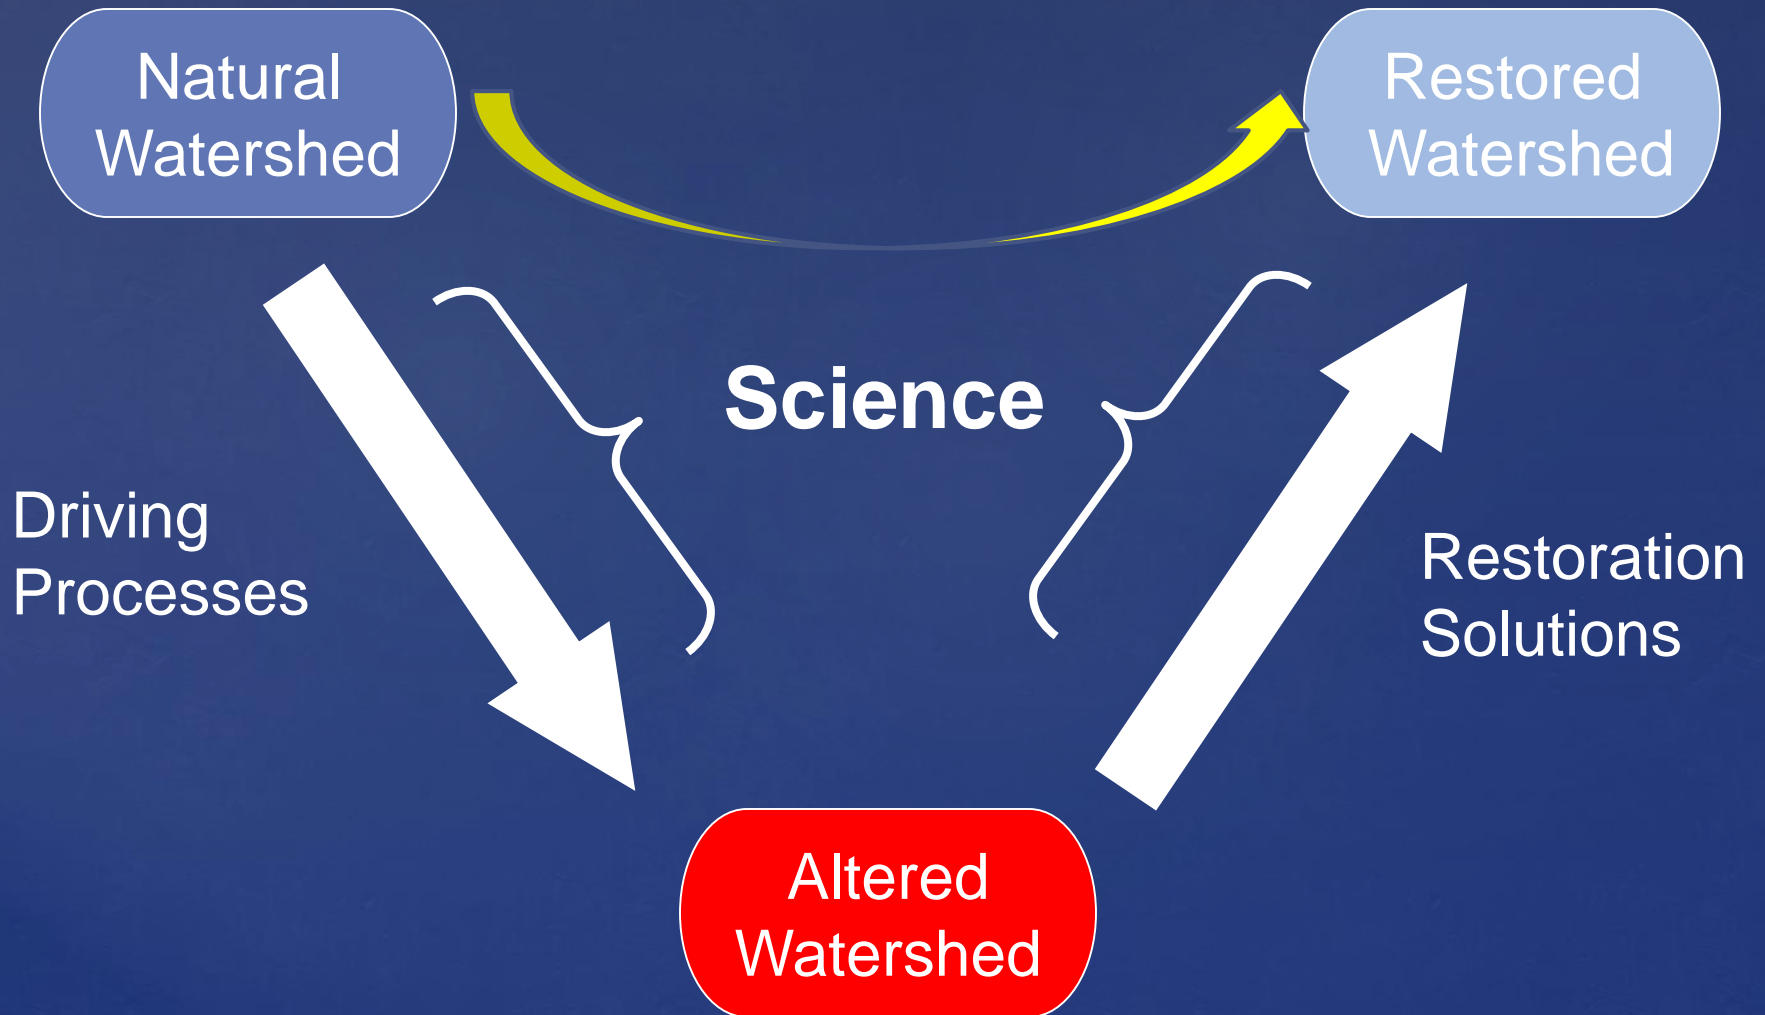 Natural
Watershed
Restored
Watershed
Science
Driving
Processes
Restoration
Solutions
Altered
Watershed